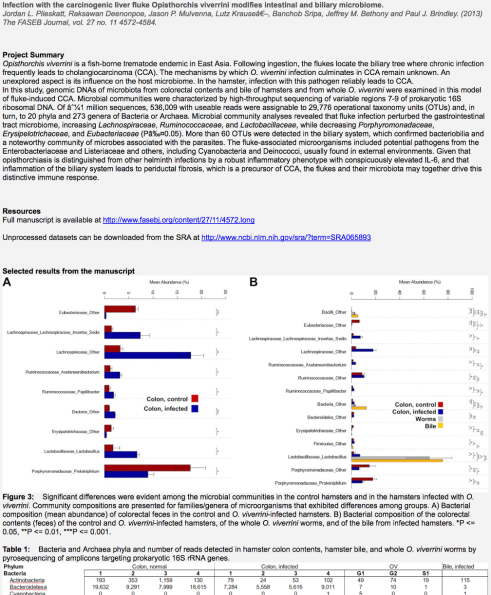 Infection with the carcinogenic liver fluke Opisthorchis viverrini modifies intestinal and biliary microbiome.
Jordan L. Plieskatt, Raksawan Deenonpoe, Jason P. Mulvenna, Lutz Krauseâ€–, Banchob Sripa, Jeffrey M. Bethony and Paul J. Brindley. (2013)
The FASEB Journal, vol. 27 no. 11 4572-4584.
Project Summary
Opisthorchis viverrini is a fish-borne trematode endemic in East Asia. Following ingestion, the flukes locate the biliary tree where chronic infection
frequently leads to cholangiocarcinoma (CCA). The mechanisms by which O. viverrini infection culminates in CCA remain unknown. An
unexplored aspect is its influence on the host microbiome. In the hamster, infection with this pathogen reliably leads to CCA.
In this study, genomic DNAs of microbiota from colorectal contents and bile of hamsters and from whole O. viverrini were examined in this model
of fluke-induced CCA. Microbial communities were characterized by high-throughput sequencing of variable regions 7-9 of prokaryotic 16S
ribosomal DNA. Of million sequences, 536,009 with useable reads were assignable to 29,776 operational taxonomy units (OTUs) and, in
turn, to 20 phyla and 273 genera of Bacteria or Archaea. Microbial community analyses revealed that fluke infection perturbed the gastrointestinal
tract microbiome, increasing Lachnospiraceae, Ruminococcaceae, and Lactobacillaceae, while decreasing Porphyromonadaceae,
Erysipelotrichaceae, and Eubacteriaceae (Pâ‰¤0.05). More than 60 OTUs were detected in the biliary system, which confirmed bacteriobilia and
a noteworthy community of microbes associated with the parasites. The fluke-associated microorganisms included potential pathogens from the
Enterobacteriaceae and Listeriaceae and others, including Cyanobacteria and Deinococci, usually found in external environments. Given that
opisthorchiasis is distinguished from other helminth infections by a robust inflammatory phenotype with conspicuously elevated IL-6, and that
inflammation of the biliary system leads to periductal fibrosis, which is a precursor of CCA, the flukes and their microbiota may together drive this
distinctive immune response.
Resources
Full manuscript is available at http://www.fasebj.org/content/27/11/4572.long
Unprocessed datasets can be downloaded from the SRA at http://www.ncbi.nlm.nih.gov/sra/?term=SRA065893
Selected results from the manuscript
A
Mean Abundance (%)
0 5 10 15 20 25
Eubacteriaceae_Other
Lachnospiraceae_Lachnospiraceae_Incertae_Sedis
Lachnospiraceae_Other
Ruminococcaceae_Acetanaerobacterium
Ruminococcaceae_Papillibacter
Bacteria_Other
Erysipelotrichaceae_Other
Lactobacillaceae_Lactobacillus
Porphyromonadaceae_Proteiniphilum
Colon, control
Colon, infected
B
Mean Abundance (%)
0 20 40 60 80 100
Bacilli_Other
Eubacteriaceae_Other
Lachnospiraceae_Lachnospiraceae_Incertae_Sedis
Lachnospiraceae_Other
Ruminococcaceae_Acetanaerobacterium
Ruminococcaceae_Other
Ruminococcaceae_Papillibacter
Bacteria_Other
Bacteroidales_Other
Erysipelotrichaceae_Other
Firmicutes_Other
Lactobacillaceae_Lactobacillus
Porphyromonadaceae_Other
Porphyromonadaceae_Proteiniphilum
Colon, control
Colon, infected
Worms
Bile
Figure 3: Significant differences were evident among the microbial communities in the control hamsters and in the hamsters infected with O.
viverrini. Community compositions are presented for families/genera of microorganisms that exhibited differences among groups. A) Bacterial
composition (mean abundance) of colorectal feces in the control and O. viverrini-infected hamsters. B) Bacterial composition of the colorectal
contents (feces) of the control and O. viverrini-infected hamsters, of the whole O. viverrini worms, and of the bile from infected hamsters. *P <=
0.05, **P <= 0.01, ***P <= 0.001.
Table 1: Bacteria and Archaea phyla and number of reads detected in hamster colon contents, hamster bile, and whole O. viverrini worms by
pyrosequencing of amplicons targeting prokaryotic 16S rRNA genes.
Phylum Colon, normal Colon, infected OV Bile, infected
Bacteria 1 2 3 4 1 2 3 4 G1 G2 S1
Actinobacteria 193 353 1,159 130 79 24 53 102 49 74 19 115
Bacteroidetes 19,632 9,291 7,999 18,815 7,284 5,558 5,616 9,011 7 10 1 3
Cyanobacteria 0 0 0 0 0 0 0 1 5 0 0 1